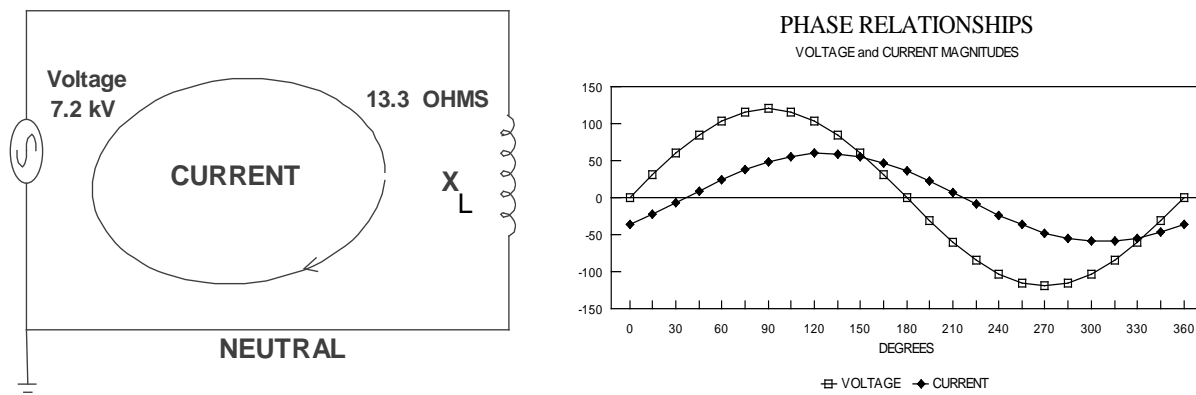 Voltage
7.2 kV
13.3 OHMS
CURRENT
X
L
NEUTRAL
PHASE RELATIONSHIPS
VOLTAGE and CURRENT MAGNITUDES
150
100
50
0
-50
-100
-150
0 30 60 90 120 150 180 210 240 270 300 330 360
DEGREES
VOLTAGE CURRENT